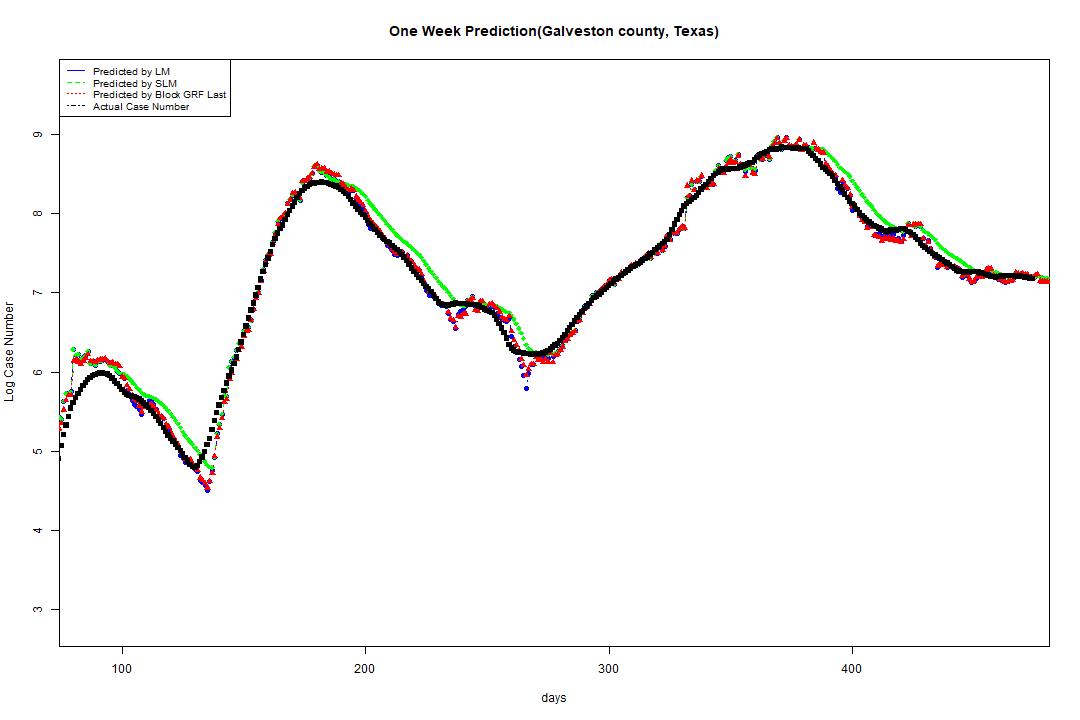 One Week Prediction(Galveston county, Texas)
Predicted by LM
Predicted by SLM
Predicted by Block GRF Last
Actual Case Number
Log Case Number
9
8
7
6
5
4
3
100
200
300
400
days